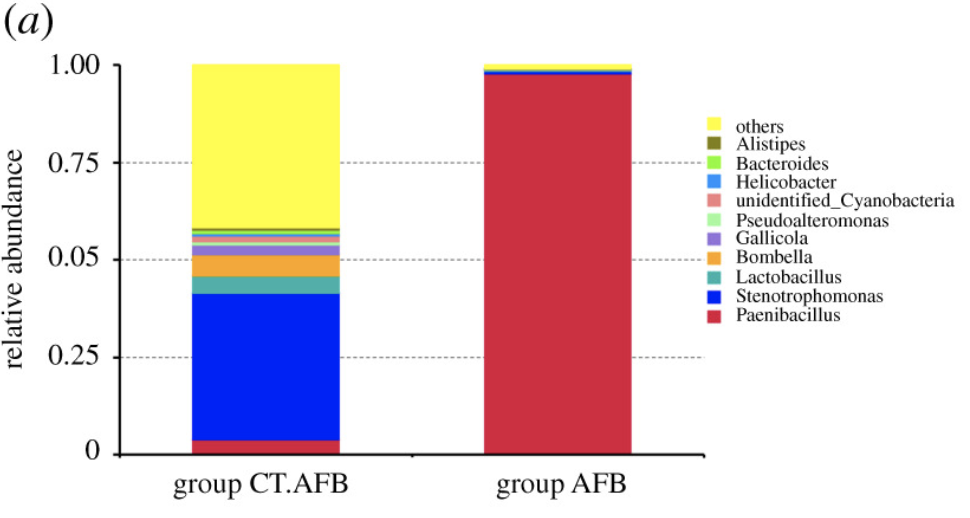 (a)
1.00
0.75
0.05
0.25
0
relative abundance
group CT.AFB
group AFB
others
Alistipes
Bacteroides
Helicobacter
unidentified_Cyanobacteria
Pseudoalteromonas
Gallicola
Bombella
Lactobacillus
Stenotrophomonas
Paenibacillus